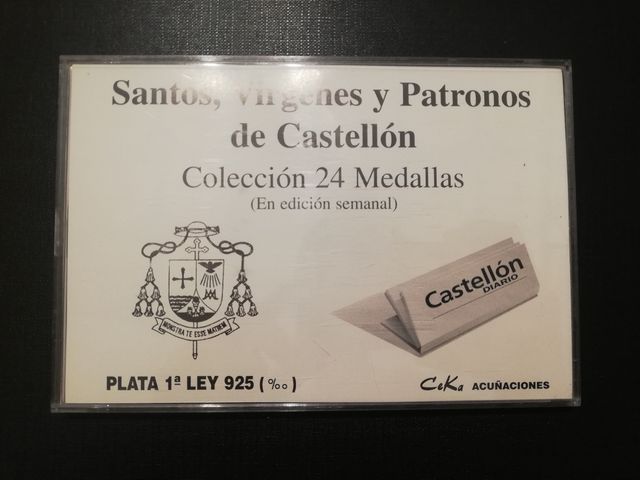 Santos, Vírgenes y Patronos
de Castellón
Colección 24 Medallas
(En edición semanal)
Castellón
DIARIO
MONSTRA TE ESSE MATREM
PLATA 1ª LEY 925 (‰)
CeKa ACUÑACIONES